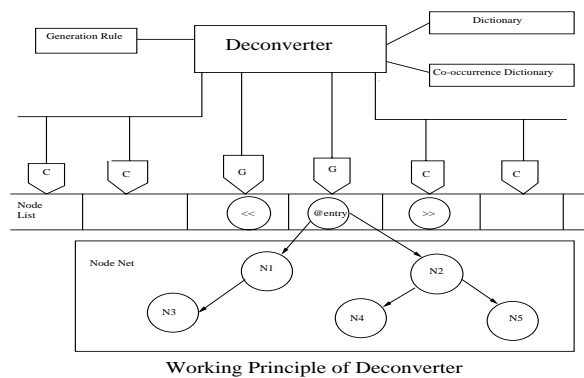 Generation Rule
Deconverter
Dictionary
Co-occurrence Dictionary
C
C
G
G
C
C
Node
List
<<
@entry
>>
Node Net
N1
N2
N3
N4
N5
Working Principle of Deconverter